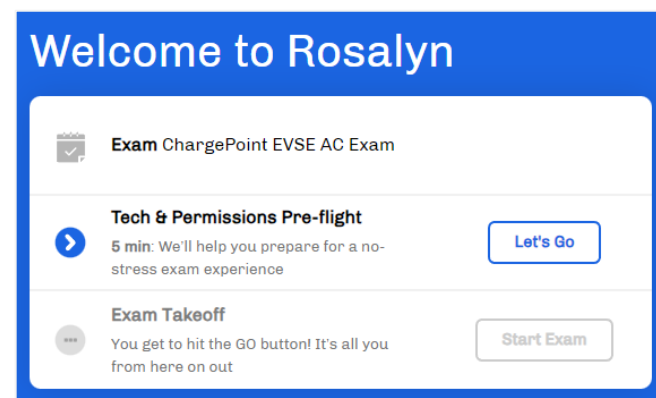 Welcome to Rosalyn
Exam ChargePoint EVSE AC Exam
Tech & Permissions Pre-flight
5 min: We'll help you prepare for a no-
stress exam experience
Let's Go
Exam Takeoff
You get to hit the GO button! It's all you
from here on out
Start Exam